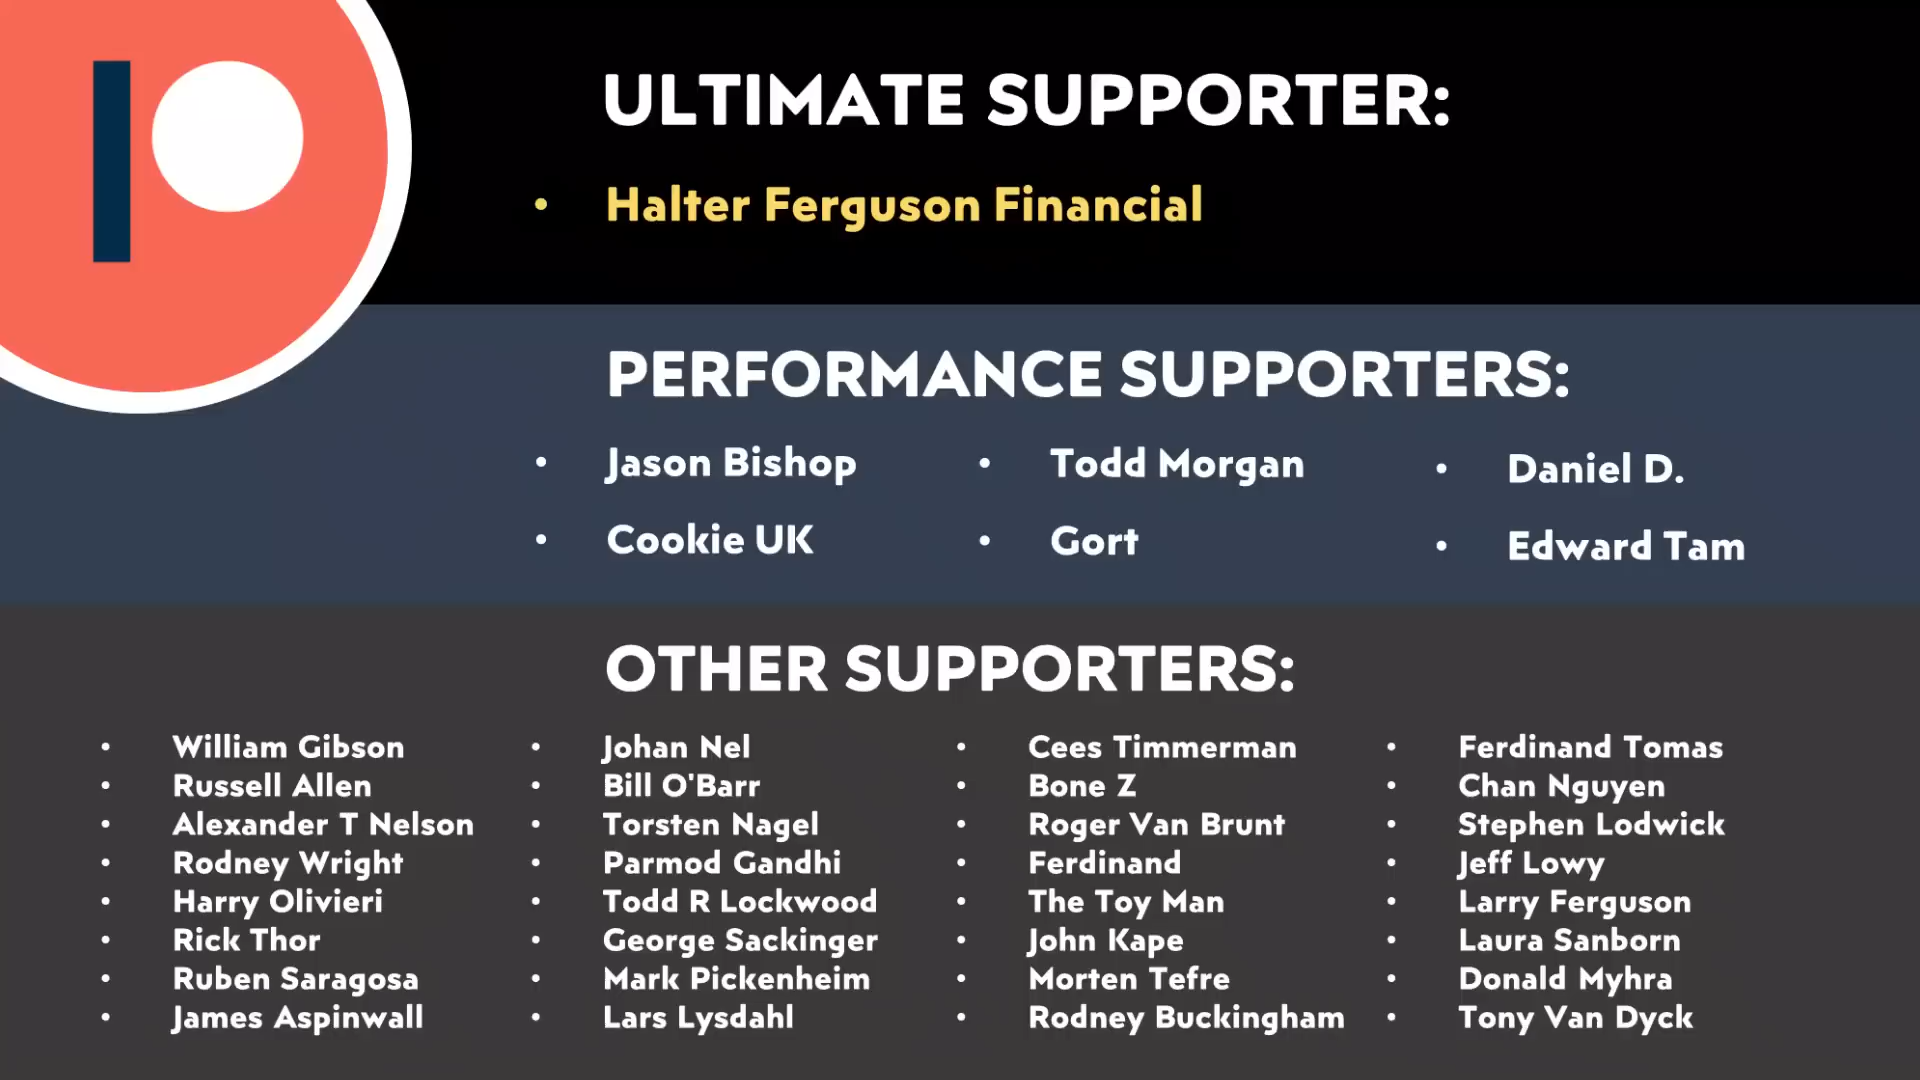 ULTIMATE SUPPORTER:
• Halter Ferguson Financial
PERFORMANCE SUPPORTERS:
• Jason Bishop
• Cookie UK
• Todd Morgan
• Gort
• Daniel D.
• Edward Tam
OTHER SUPPORTERS:
• William Gibson
• Russell Allen
• Alexander T Nelson
• Rodney Wright
• Harry Olivieri
• Rick Thor
• Ruben Saragosa
• James Aspinwall
• Johan Nel
• Bill O'Barr
• Torsten Nagel
• Parmod Gandhi
• Todd R Lockwood
• George Sackinger
• Mark Pickenheim
• Lars Lysdahl
• Cees Timmerman
• Bone Z
• Roger Van Brunt
• Ferdinand
• The Toy Man
• John Kape
• Morten Tefre
• Rodney Buckingham
• Ferdinand Tomas
• Chan Nguyen
• Stephen Lodwick
• Jeff Lowy
• Larry Ferguson
• Laura Sanborn
• Donald Myhra
• Tony Van Dyck